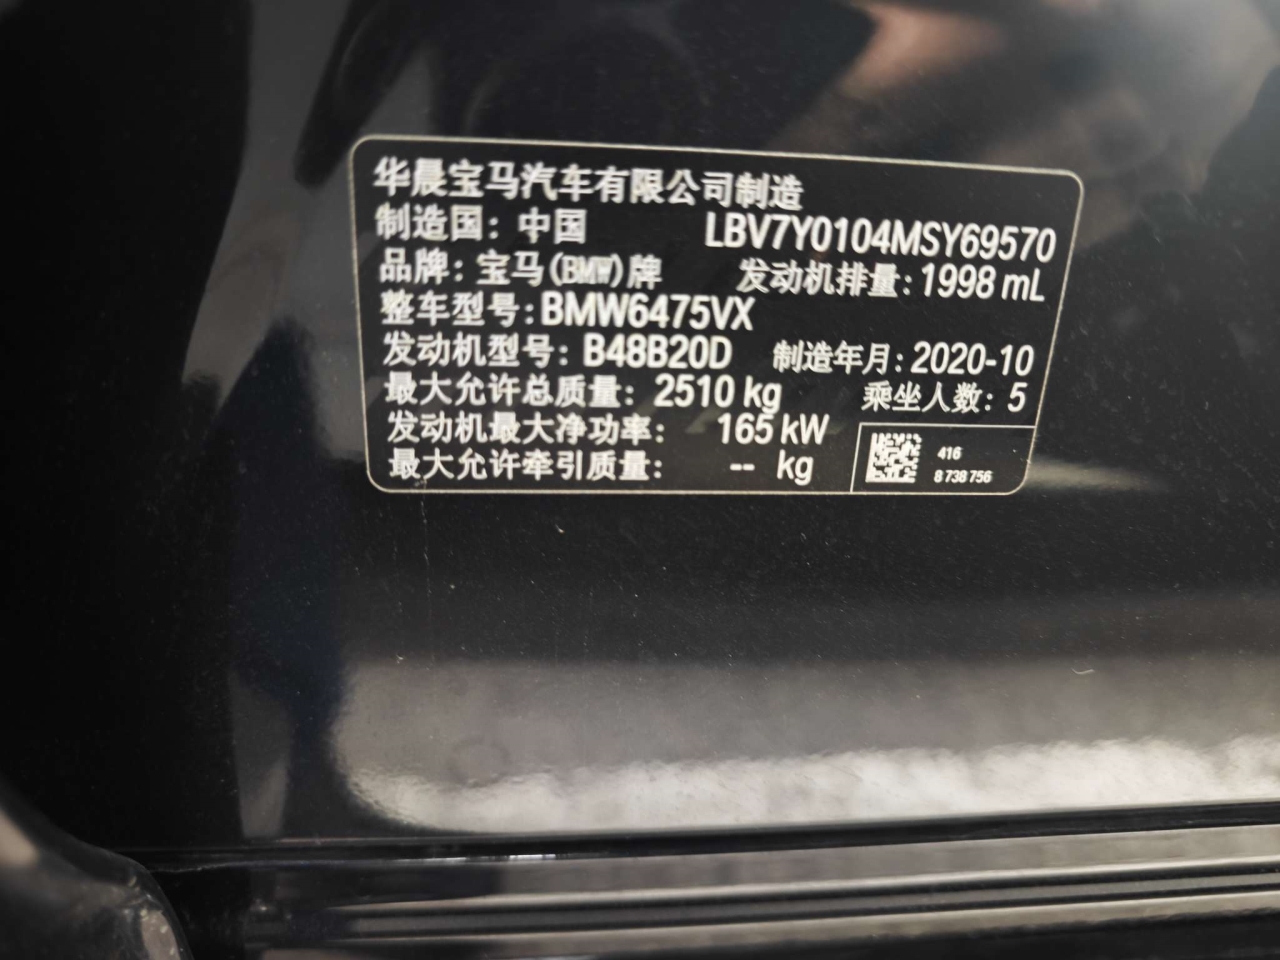 华晨宝马汽车有限公司制造
制造国：中国 LBV7Y0104MSY69570
品牌：宝马(BMW)牌 发动机排量：1998 mL
整车型号：BMW6475VX
发动机型号：B48B20D 制造年月：2020-10
最大允许总质量：2510 kg 乘坐人数：5
发动机最大净功率：165 kW
最大允许牵引质量：-- kg
416
8 738 756